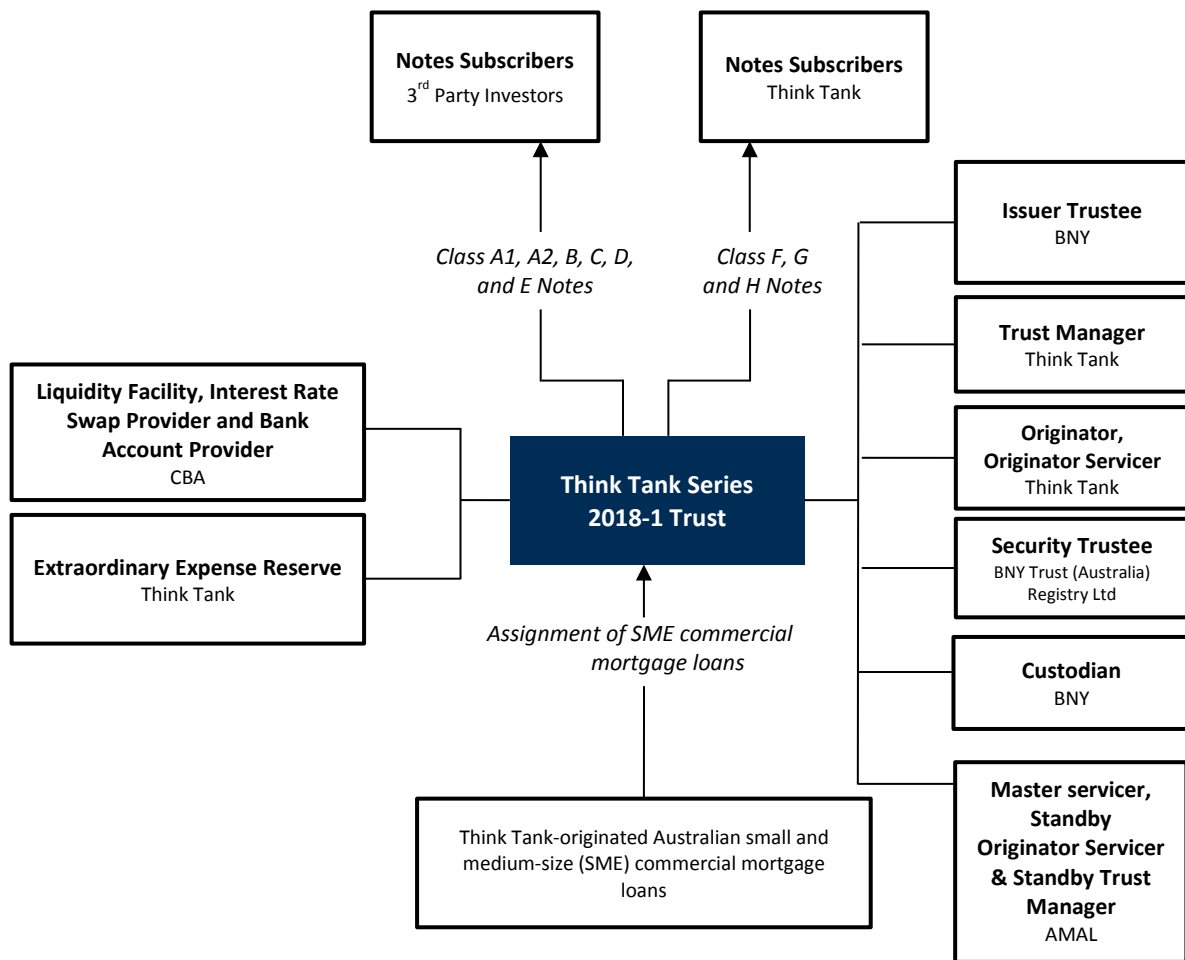 Notes Subscribers
3rd Party Investors
Notes Subscribers
Think Tank
Class A1, A2, B, C, D,
and E Notes
Class F, G
and H Notes
Liquidity Facility, Interest Rate
Swap Provider and Bank
Account Provider
CBA
Extraordinary Expense Reserve
Think Tank
Think Tank Series
2018-1 Trust
Assignment of SME commercial
mortgage loans
Think Tank-originated Australian small and
medium-size (SME) commercial mortgage
loans
Issuer Trustee
BNY
Trust Manager
Think Tank
Originator,
Originator Servicer
Think Tank
Security Trustee
BNY Trust (Australia)
Registry Ltd
Custodian
BNY
Master servicer,
Standby
Originator Servicer
& Standby Trust
Manager
AMAL